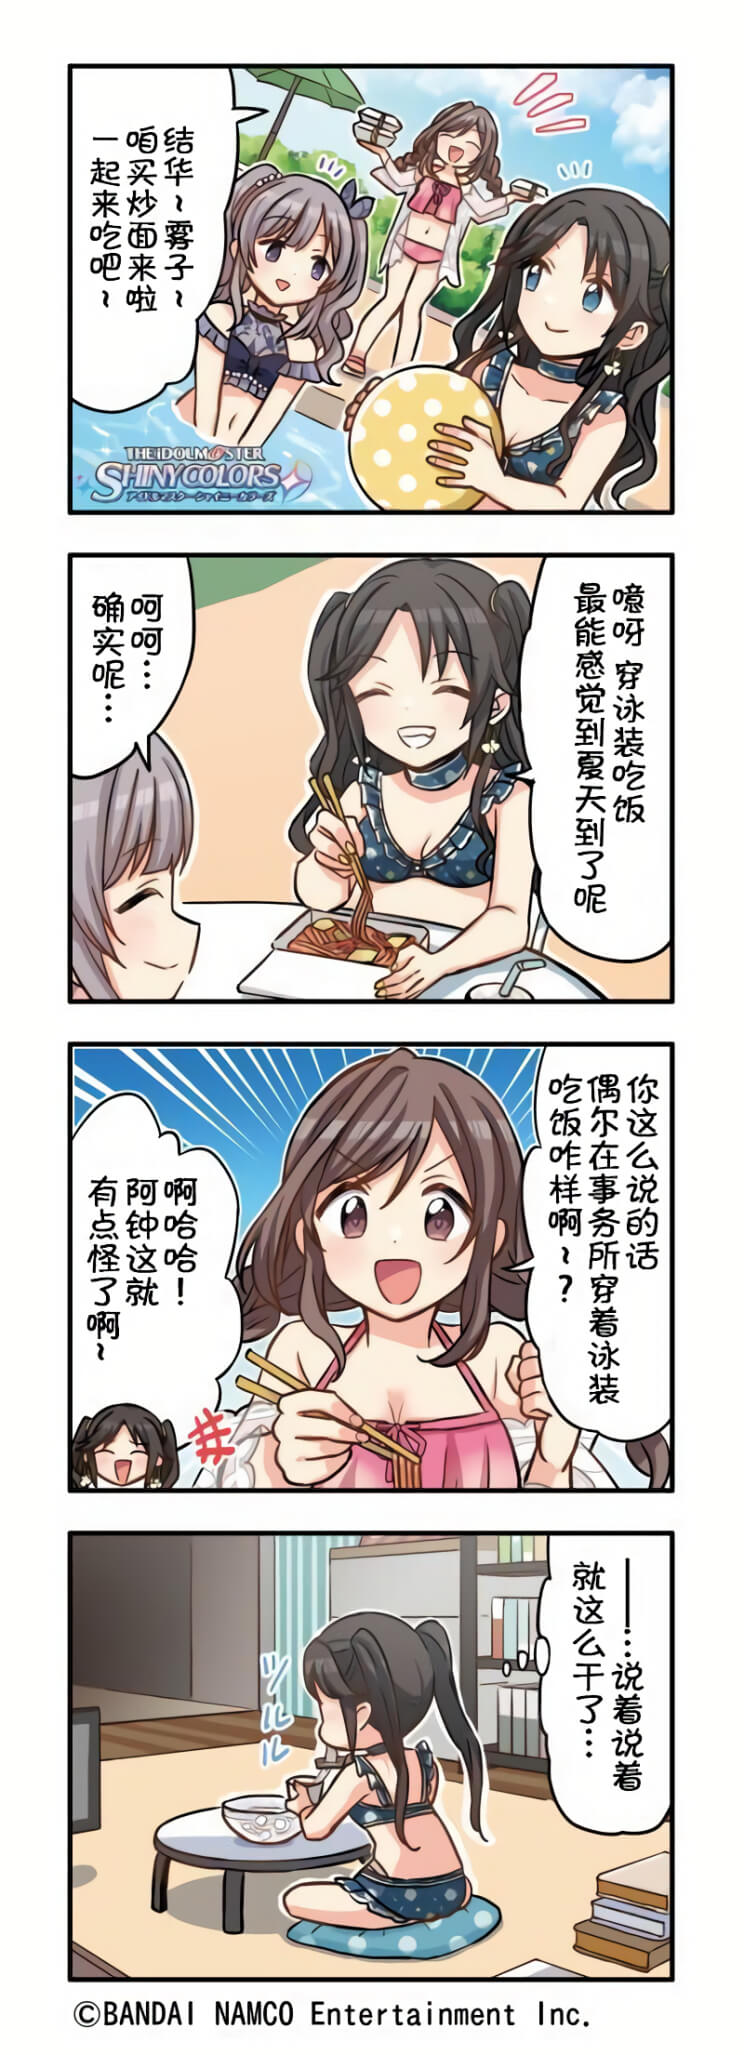 结华～雾子～
咱买炒面来啦
一起来吃吧～
THE iDOLM@STER
SHINY COLORS
アイドルマスターシャイニーカラーズ
噫呀 穿泳装吃饭
最能感觉到夏天到了呢
呵呵…
确实呢…
你这么说的话
偶尔在事务所穿着泳装
吃饭咋样啊～?
啊哈哈！
阿钟这就
有点怪了啊～
——…说着说着
就这么干了…
ツルルル
©BANDAI NAMCO Entertainment Inc.